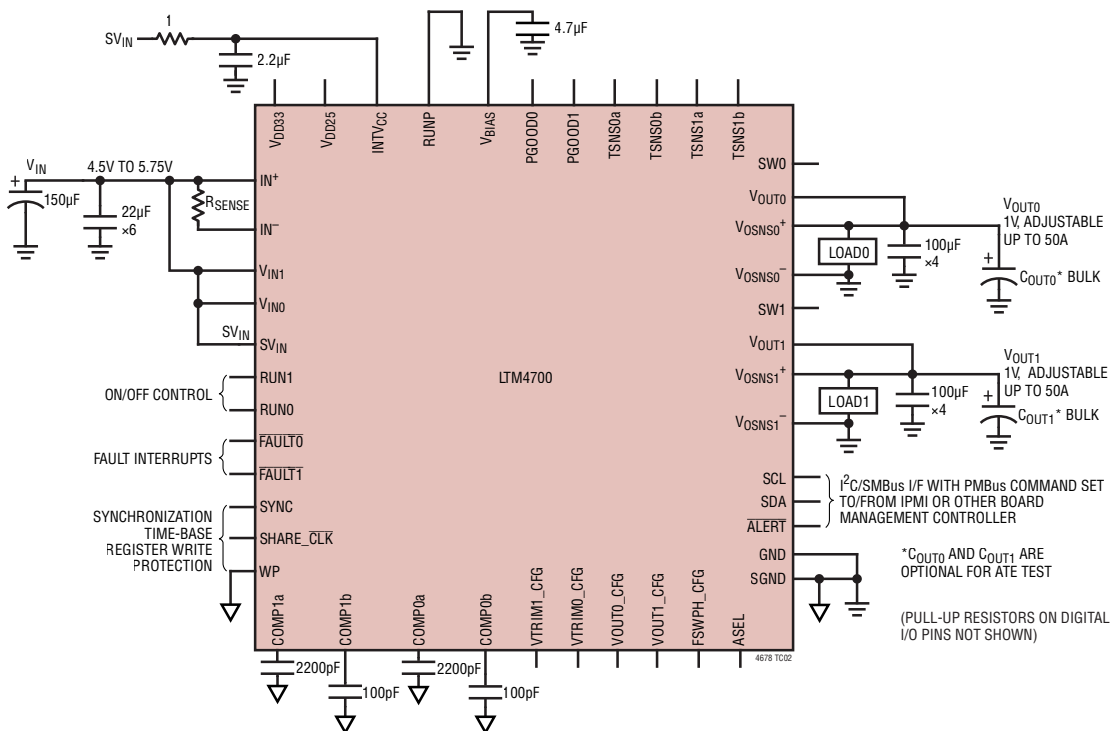 1
SVIN
2.2µF
4.7µF
VDD33
VDD25
INTVCC
RUNP
VBIAS
PGOOD0
PGOOD1
TSNS0a
TSNS0b
TSNS1a
TSNS1b
VIN
4.5V TO 5.75V
+
150µF
22µF
×6
RSENSE
IN+
IN–
VIN1
VIN0
SVIN
SVIN
ON/OFF CONTROL
RUN1
RUN0
FAULT INTERRUPTS
FAULT0
FAULT1
SYNCHRONIZATION
TIME-BASE
REGISTER WRITE
PROTECTION
SYNC
SHARE_CLK
WP
LTM4700
SW0
VOUT0
VOSNS0+
VOSNS0–
LOAD0
100µF
×4
VOUT0
1V, ADJUSTABLE
UP TO 50A
+
COUT0* BULK
SW1
VOUT1
VOSNS1+
VOSNS1–
LOAD1
100µF
×4
VOUT1
1V, ADJUSTABLE
UP TO 50A
+
COUT1* BULK
SCL
SDA
ALERT
I2C/SMBus I/F WITH PMBus COMMAND SET
TO/FROM IPMI OR OTHER BOARD
MANAGEMENT CONTROLLER
GND
SGND
*COUT0 AND COUT1 ARE
OPTIONAL FOR ATE TEST
(PULL-UP RESISTORS ON DIGITAL
I/O PINS NOT SHOWN)
COMP1a
COMP1b
COMP0a
COMP0b
VTRIM1_CFG
VTRIM0_CFG
VOUT0_CFG
VOUT1_CFG
FSWPH_CFG
ASEL
4678 TC02
2200pF
100pF
2200pF
100pF